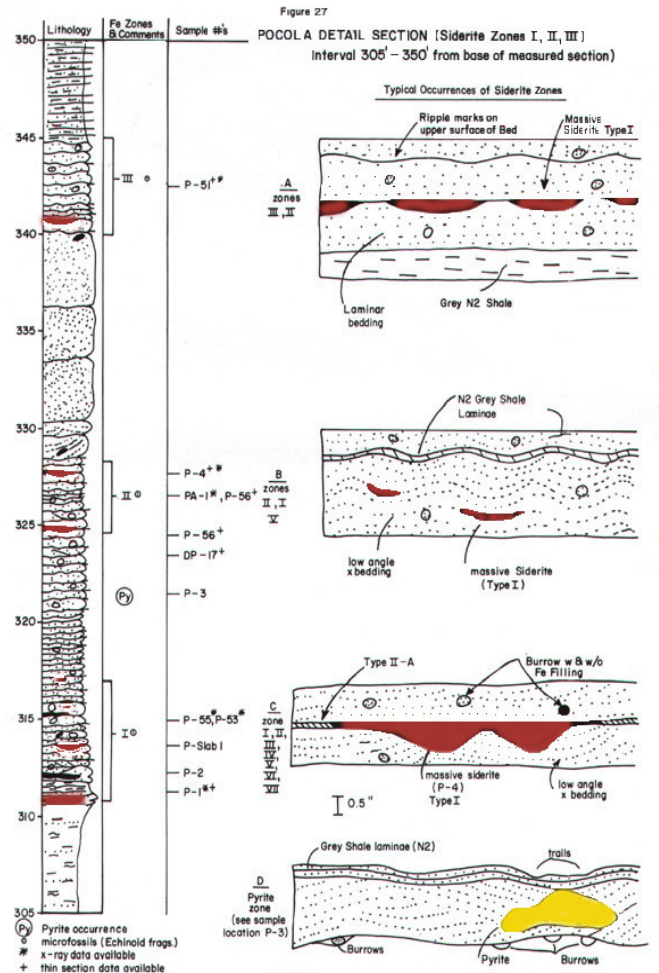 Figure 27
POCOLA DETAIL SECTION (Siderite Zones I, II, III)
Interval 305' - 350' from base of measured section)
Lithology
Fe Zones
& Comments
Sample #'s
350
345
340
335
330
325
320
315
310
305
III
II
Py
I
P-51+*
P-4+*
PA-1*, P-56+
P-56+
DP-17+
P-3
P-55*, P-53*
P-Slab 1
P-2
P-1*+
Typical Occurrences of Siderite Zones
Ripple marks on
upper surface of Bed
Massive
Siderite Type I
A
zones
III, II
Laminar
bedding
Grey N2 Shale
N2 Grey Shale
Laminae
B
zones
II, I
V
low angle
x bedding
massive Siderite
(Type I)
Type II-A
Burrow w & w/o
Fe Filling
C
zone
I, II,
III,
IV,
V,
VI,
VII
massive siderite
(P-4)
Type I
low angle
x bedding
0.5"
Grey Shale laminae (N2)
trails
D
Pyrite
zone
(see sample
location P-3)
Burrows
Pyrite
Burrows
Py Pyrite occurrence
microfossils (Echinoid frags.)
* x-ray data available
+ thin section data available